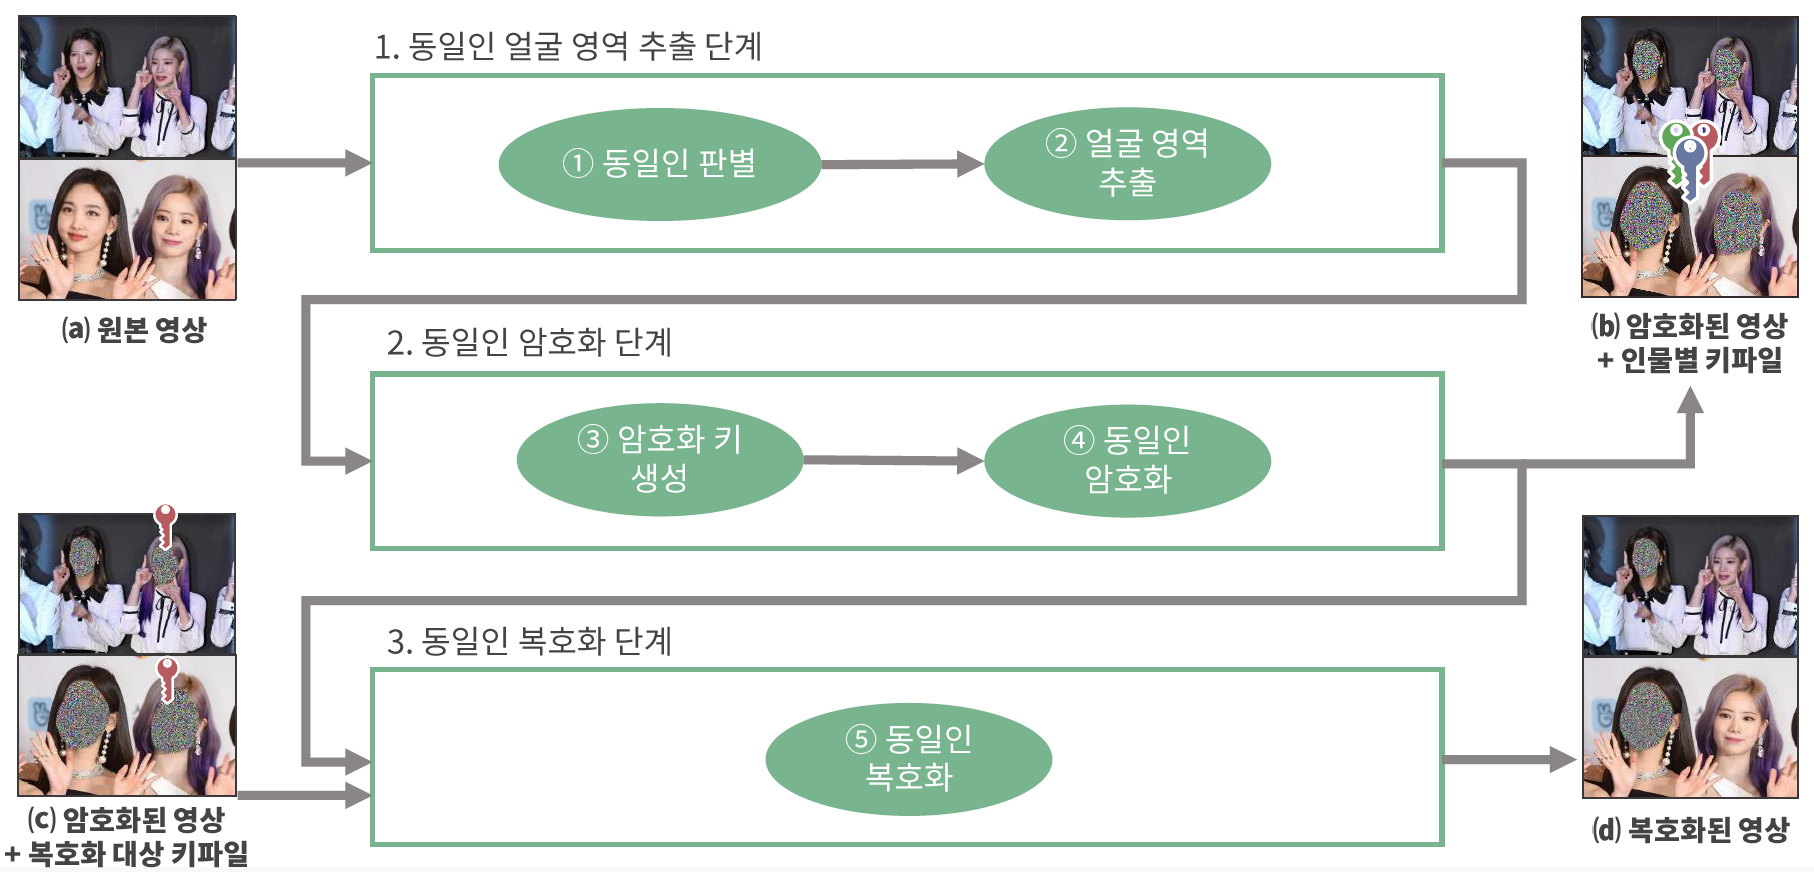 1. 동일인 얼굴 영역 추출 단계
① 동일인 판별
② 얼굴 영역
추출
(a) 원본 영상
(b) 암호화된 영상
+ 인물별 키파일
2. 동일인 암호화 단계
③ 암호화 키
생성
④ 동일인
암호화
3. 동일인 복호화 단계
⑤ 동일인
복호화
(c) 암호화된 영상
+ 복호화 대상 키파일
(d) 복호화된 영상